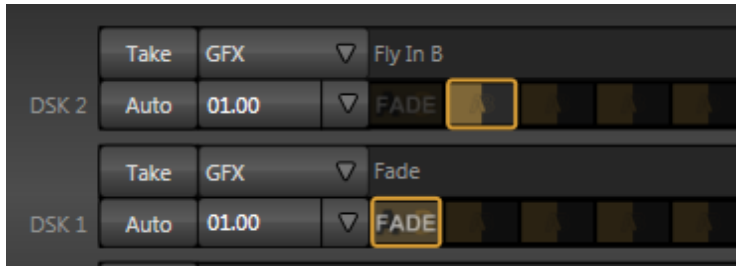 Take GFX Fly In B
DSK 2 Auto 01.00 FADE
Take GFX Fade
DSK 1 Auto 01.00 FADE